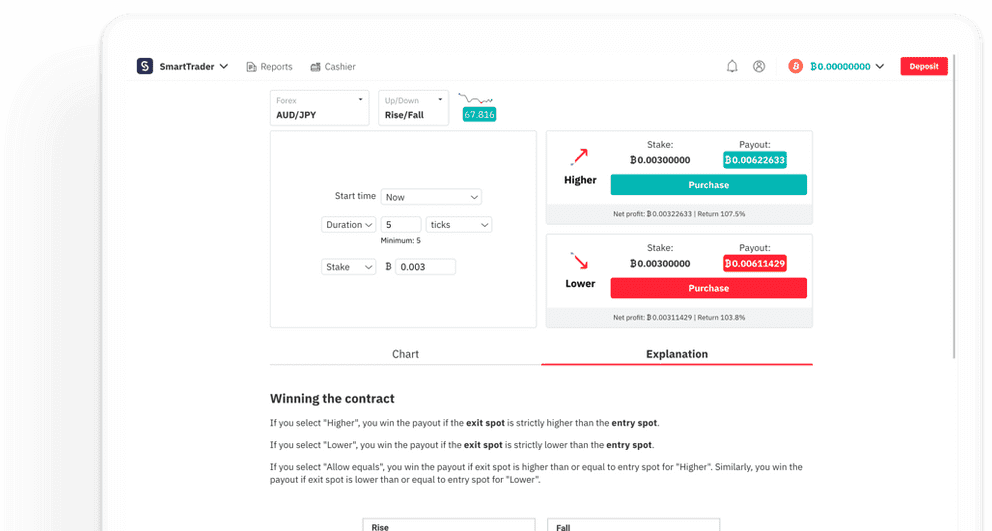 SmartTrader Reports Cashier ₿0.00000000 Deposit
Forex
AUD/JPY
Up/Down
Rise/Fall
67.816
Start time Now
Duration 5 ticks
Minimum: 5
Stake ₿ 0.003
Higher
Stake: Payout:
₿0.00300000 ₿0.00622633
Purchase
Net profit: ₿0.00322633 | Return 107.5%
Lower
Stake: Payout:
₿0.00300000 ₿0.00611429
Purchase
Net profit: ₿0.00311429 | Return 103.8%
Chart Explanation
Winning the contract
If you select "Higher", you win the payout if the exit spot is strictly higher than the entry spot.
If you select "Lower", you win the payout if the exit spot is strictly lower than the entry spot.
If you select "Allow equals", you win the payout if exit spot is higher than or equal to entry spot for "Higher". Similarly, you win the
payout if exit spot is lower than or equal to entry spot for "Lower".
Rise Fall